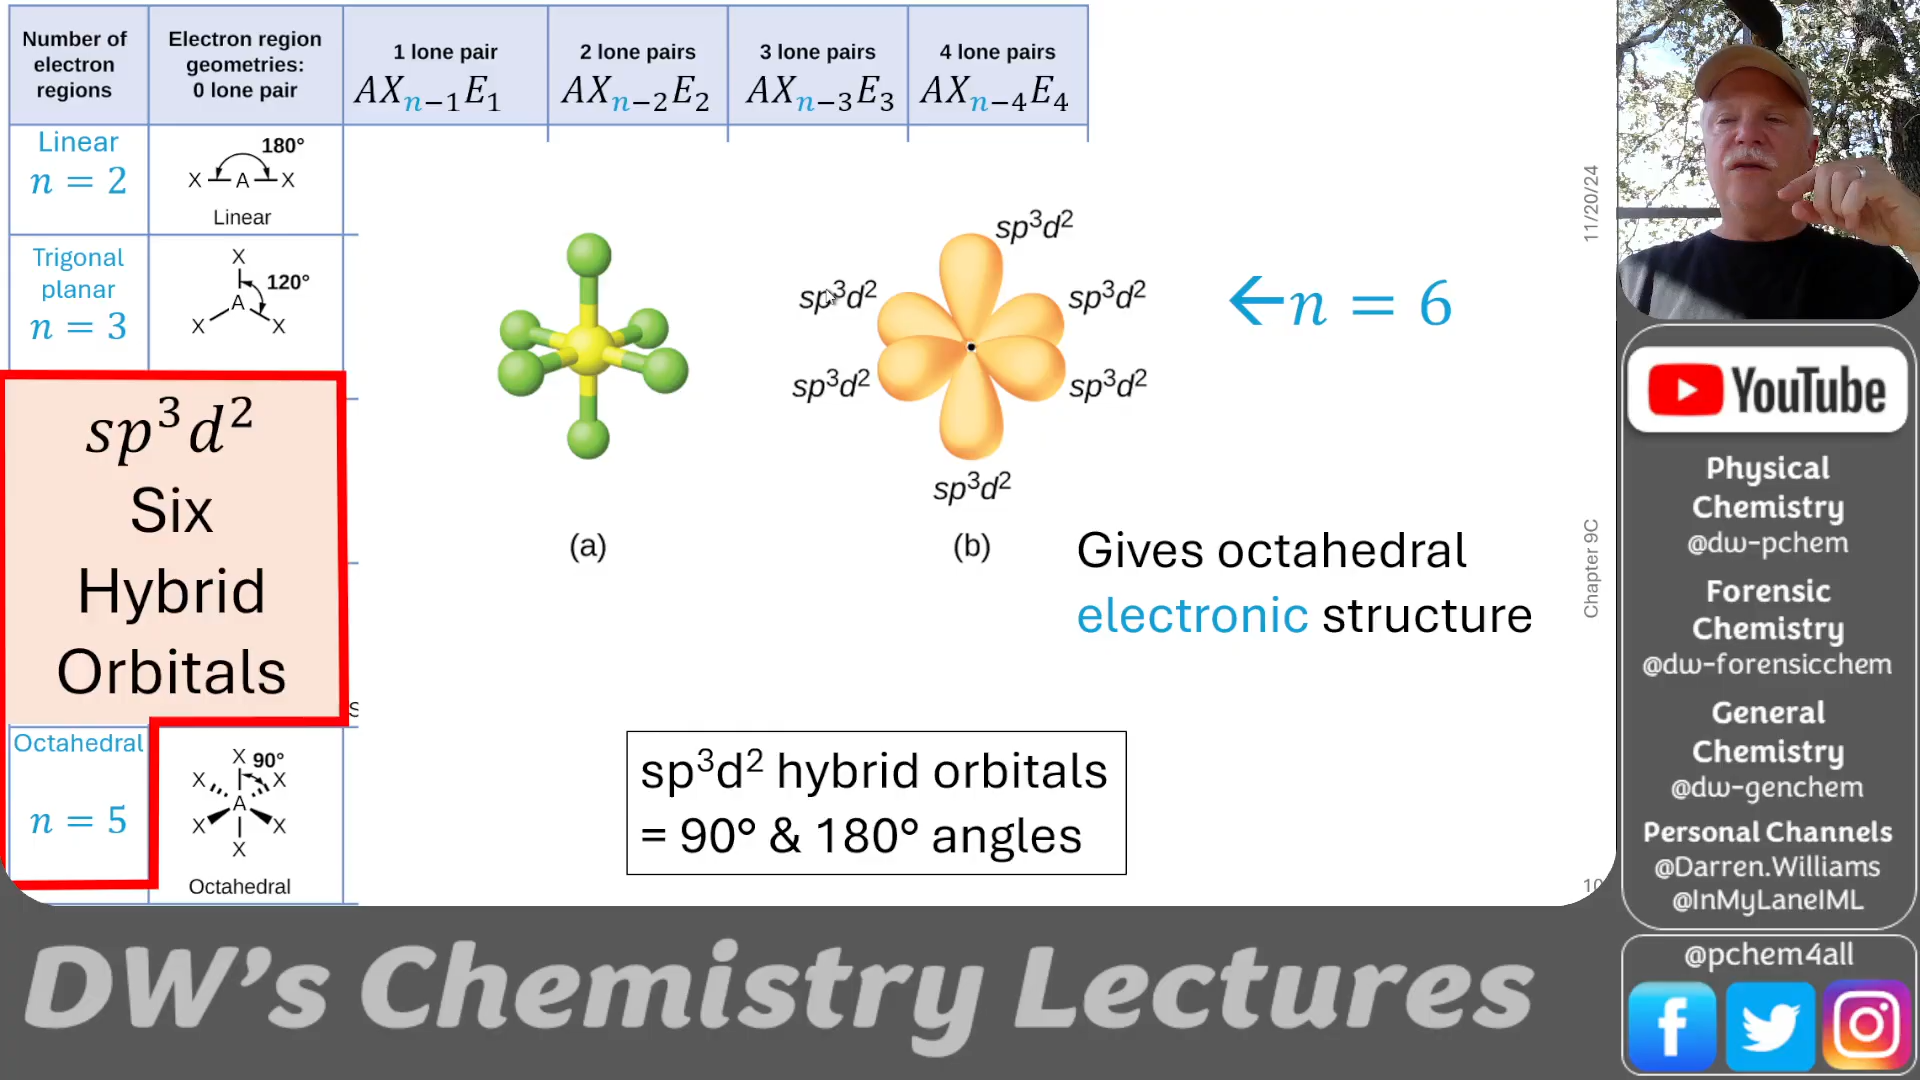 Number of
electron
regions
Electron region
geometries:
0 lone pair
1 lone pair
AXₙ₋₁E₁
2 lone pairs
AXₙ₋₂E₂
3 lone pairs
AXₙ₋₃E₃
4 lone pairs
AXₙ₋₄E₄
Linear
n = 2
180°
X A X
Linear
Trigonal
planar
n = 3
X
120°
A
X X
sp³d²
Six
Hybrid
Orbitals
S
Octahedral
n = 5
X 90°
X X
A
X X
X
Octahedral
(a)
sp³d²
sp³d² sp³d²
sp³d² sp³d²
sp³d²
(b)
←n = 6
Gives octahedral
electronic structure
sp³d² hybrid orbitals
= 90° & 180° angles
11/20/24
Chapter 9C
10
YouTube
Physical
Chemistry
@dw-pchem
Forensic
Chemistry
@dw-forensicchem
General
Chemistry
@dw-genchem
Personal Channels
@Darren.Williams
@InMyLaneIML
@pchem4all
DW's Chemistry Lectures